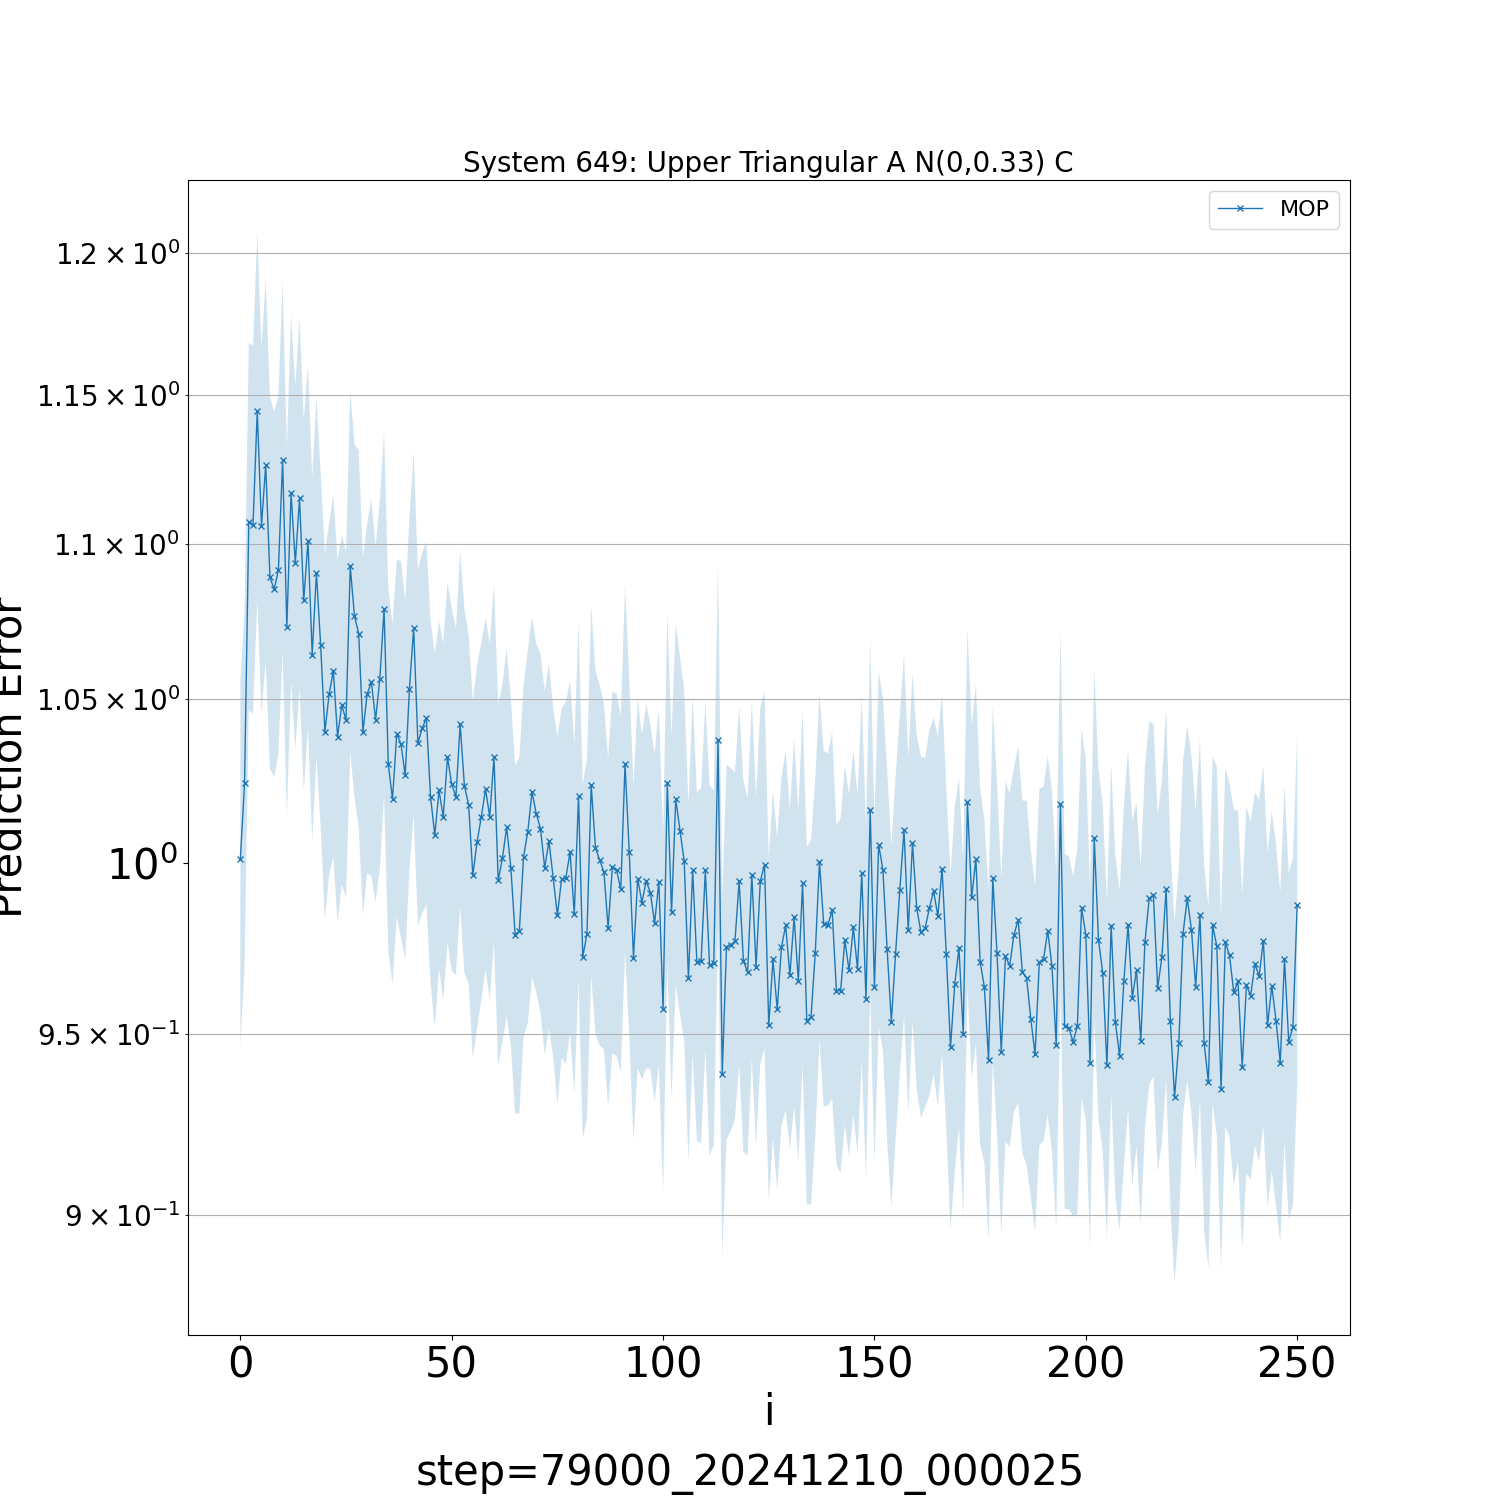 System 649: Upper Triangular A N(0,0.33) C
MOP
1.2 × 10⁰
1.15 × 10⁰
1.1 × 10⁰
1.05 × 10⁰
10⁰
9.5 × 10⁻¹
9 × 10⁻¹
Prediction Error
0 50 100 150 200 250
i
step=79000_20241210_000025